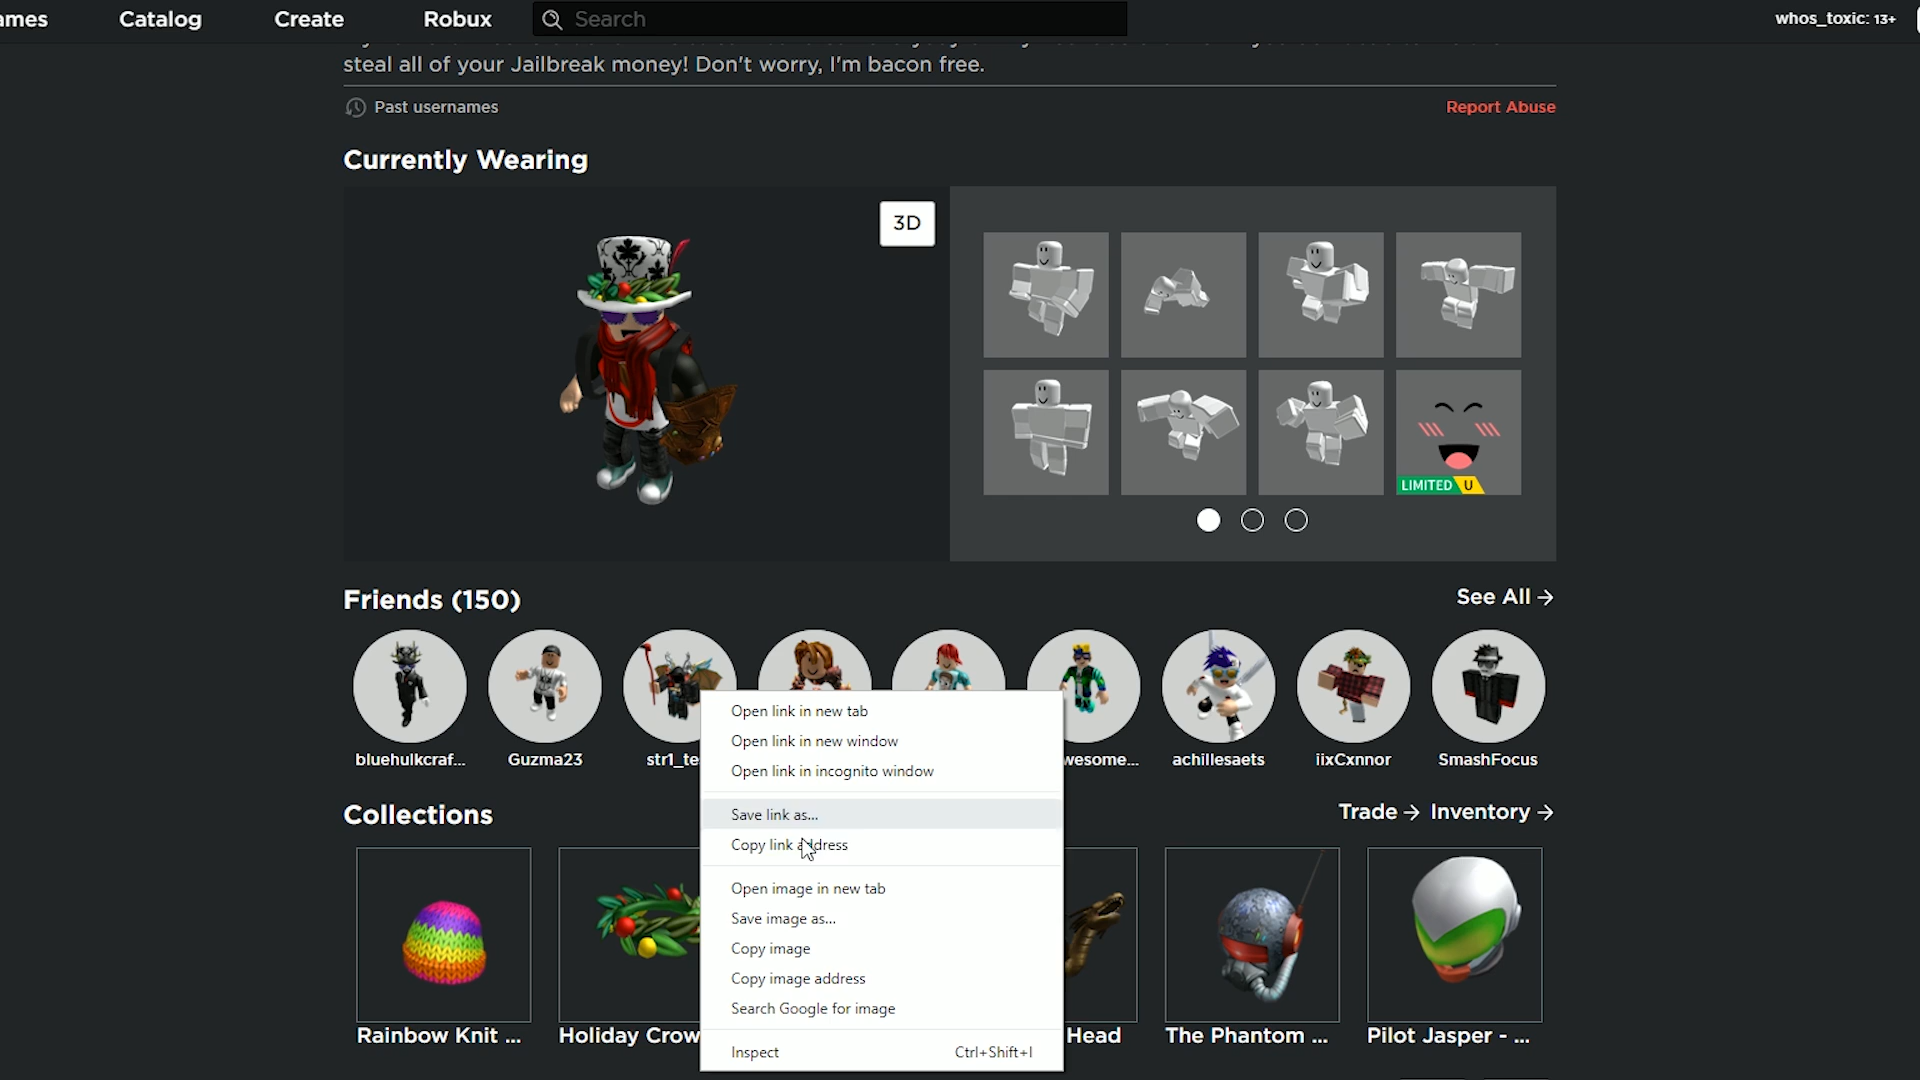 ames Catalog Create Robux Search whos_toxic: 13+
steal all of your Jailbreak money! Don't worry, I'm bacon free.
Past usernames Report Abuse
Currently Wearing
3D
LIMITED U
Friends (150) See All →
bluehulkcraf... Guzma23 str1_te wesome... achillesaets iixCxnnor SmashFocus
Open link in new tab
Open link in new window
Open link in incognito window
Save link as...
Copy link address
Open image in new tab
Save image as...
Copy image
Copy image address
Search Google for image
Inspect Ctrl+Shift+I
Collections Trade → Inventory →
Rainbow Knit ... Holiday Crow Head The Phantom ... Pilot Jasper - ...